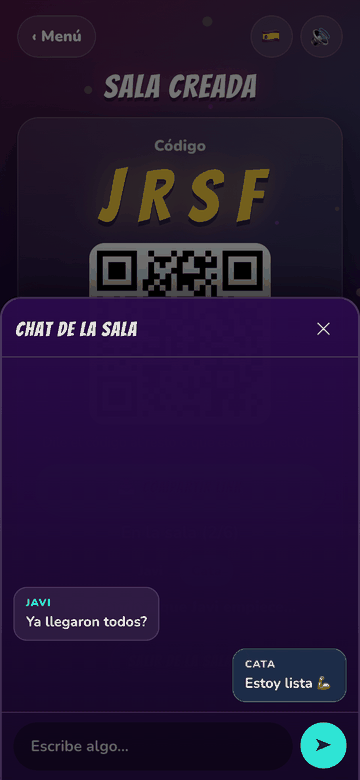 ‹ Menú
SALA CREADA
Código
JRSF
CHAT DE LA SALA
JAVI
Ya llegaron todos?
CATA
Estoy lista 💪
Escribe algo...